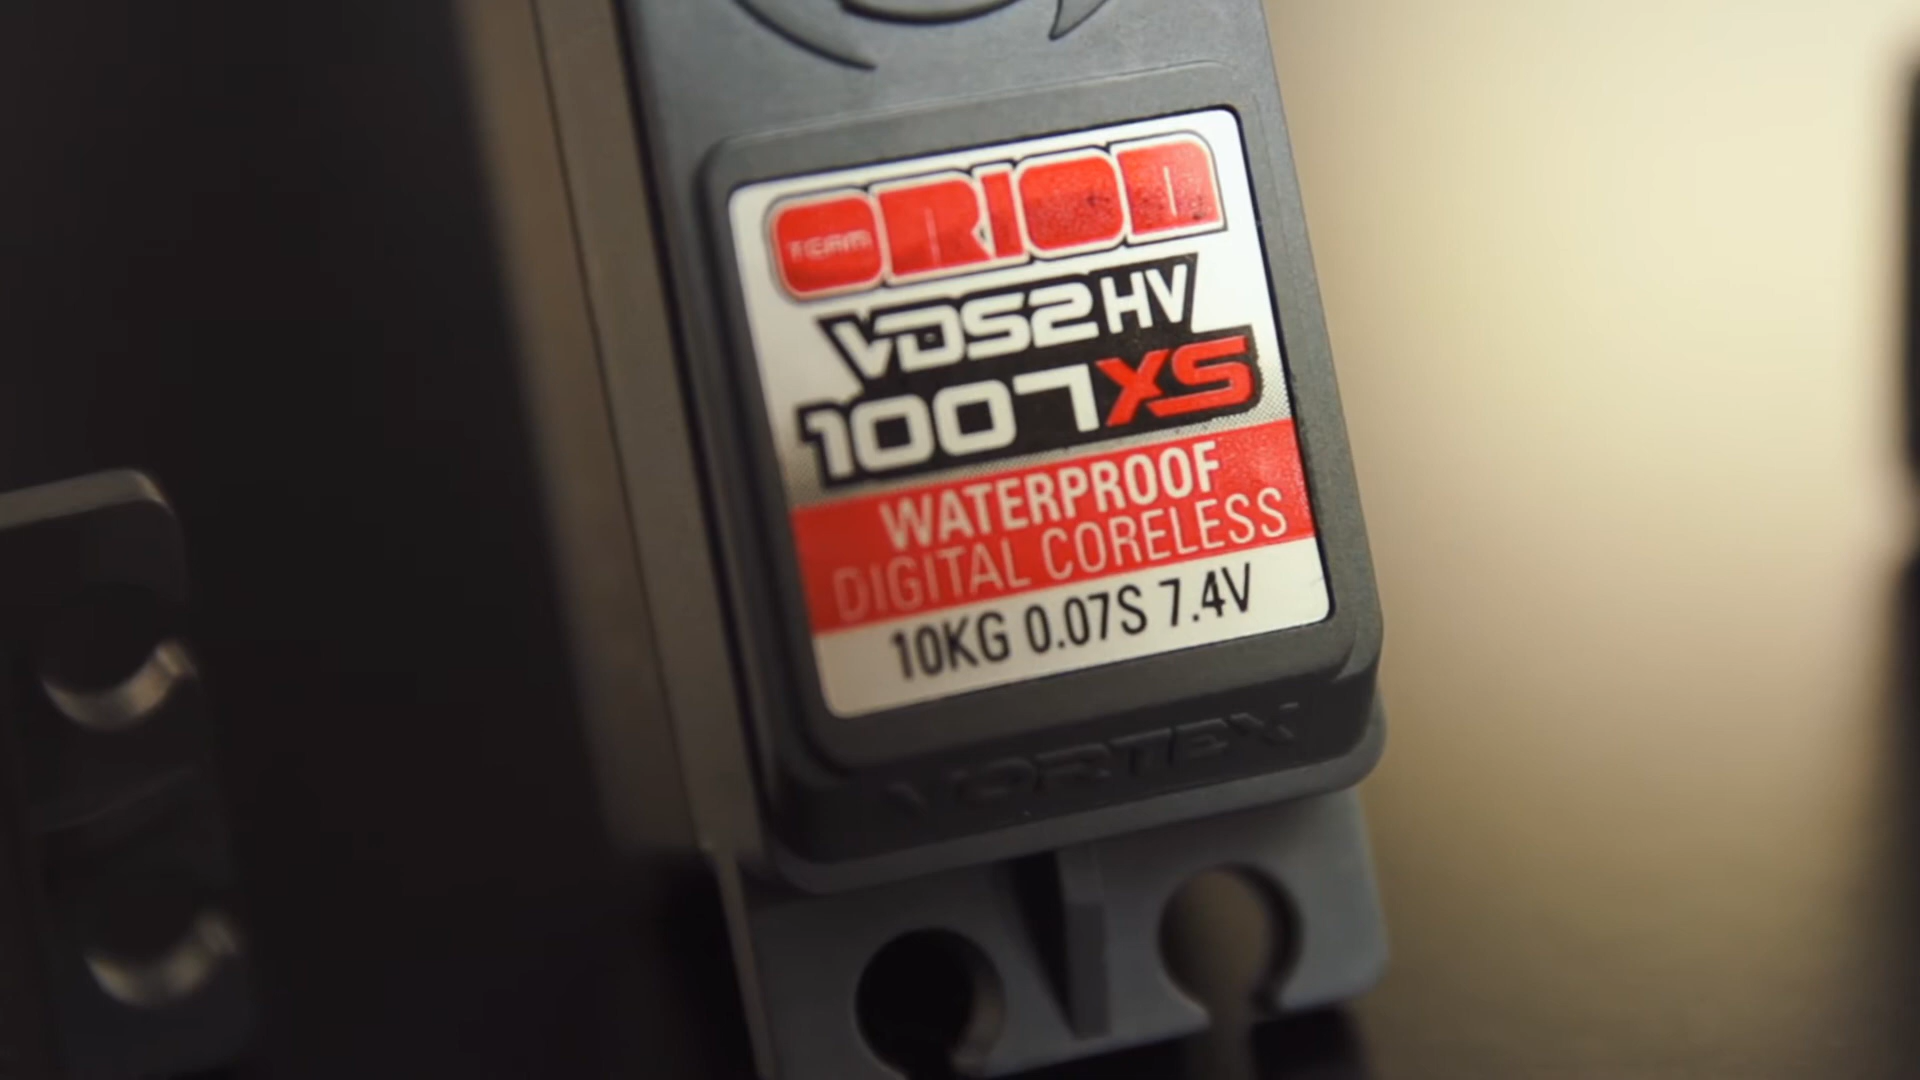 TEAM ORION
VDS2 HV
1007XS
WATERPROOF
DIGITAL CORELESS
10KG 0.07S 7.4V
VORTEX